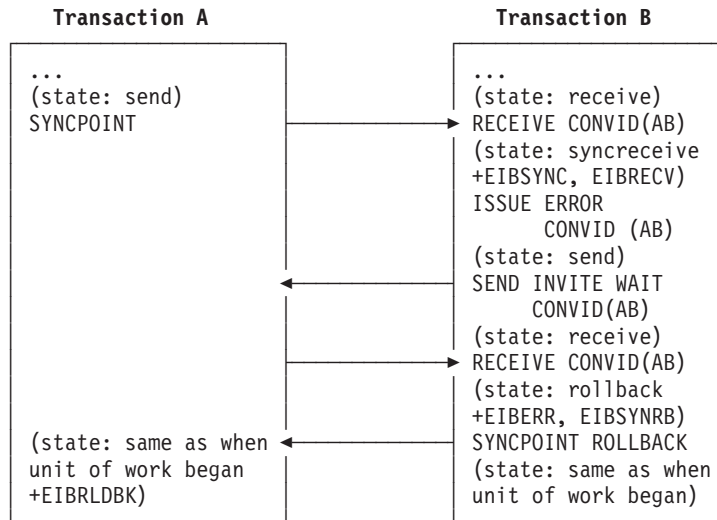 Transaction A
Transaction B
...
(state: send)
SYNCPOINT
(state: same as when
unit of work began
+EIBRLDBK)
...
(state: receive)
RECEIVE CONVID(AB)
(state: syncreceive
+EIBSYNC, EIBRECV)
ISSUE ERROR
CONVID (AB)
(state: send)
SEND INVITE WAIT
CONVID(AB)
(state: receive)
RECEIVE CONVID(AB)
(state: rollback
+EIBERR, EIBSYNRB)
SYNCPOINT ROLLBACK
(state: same as when
unit of work began)